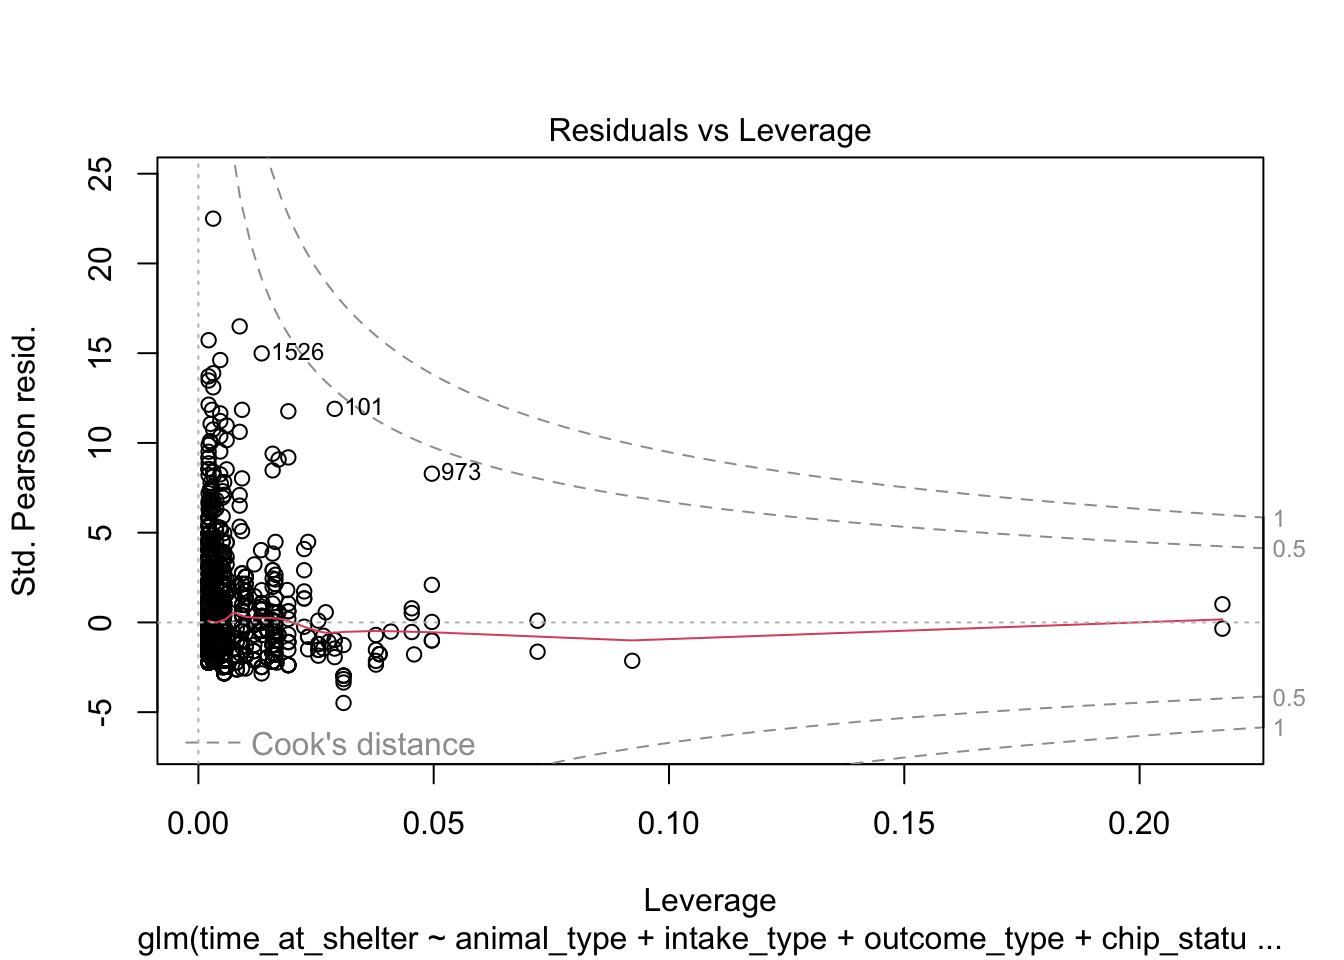 Residuals vs Leverage
Std. Pearson resid.
25
20
15
10
5
0
-5
1526
101
973
1
0.5
0.5
1
Cook's distance
0.00 0.05 0.10 0.15 0.20
Leverage
glm(time_at_shelter ~ animal_type + intake_type + outcome_type + chip_statu ...